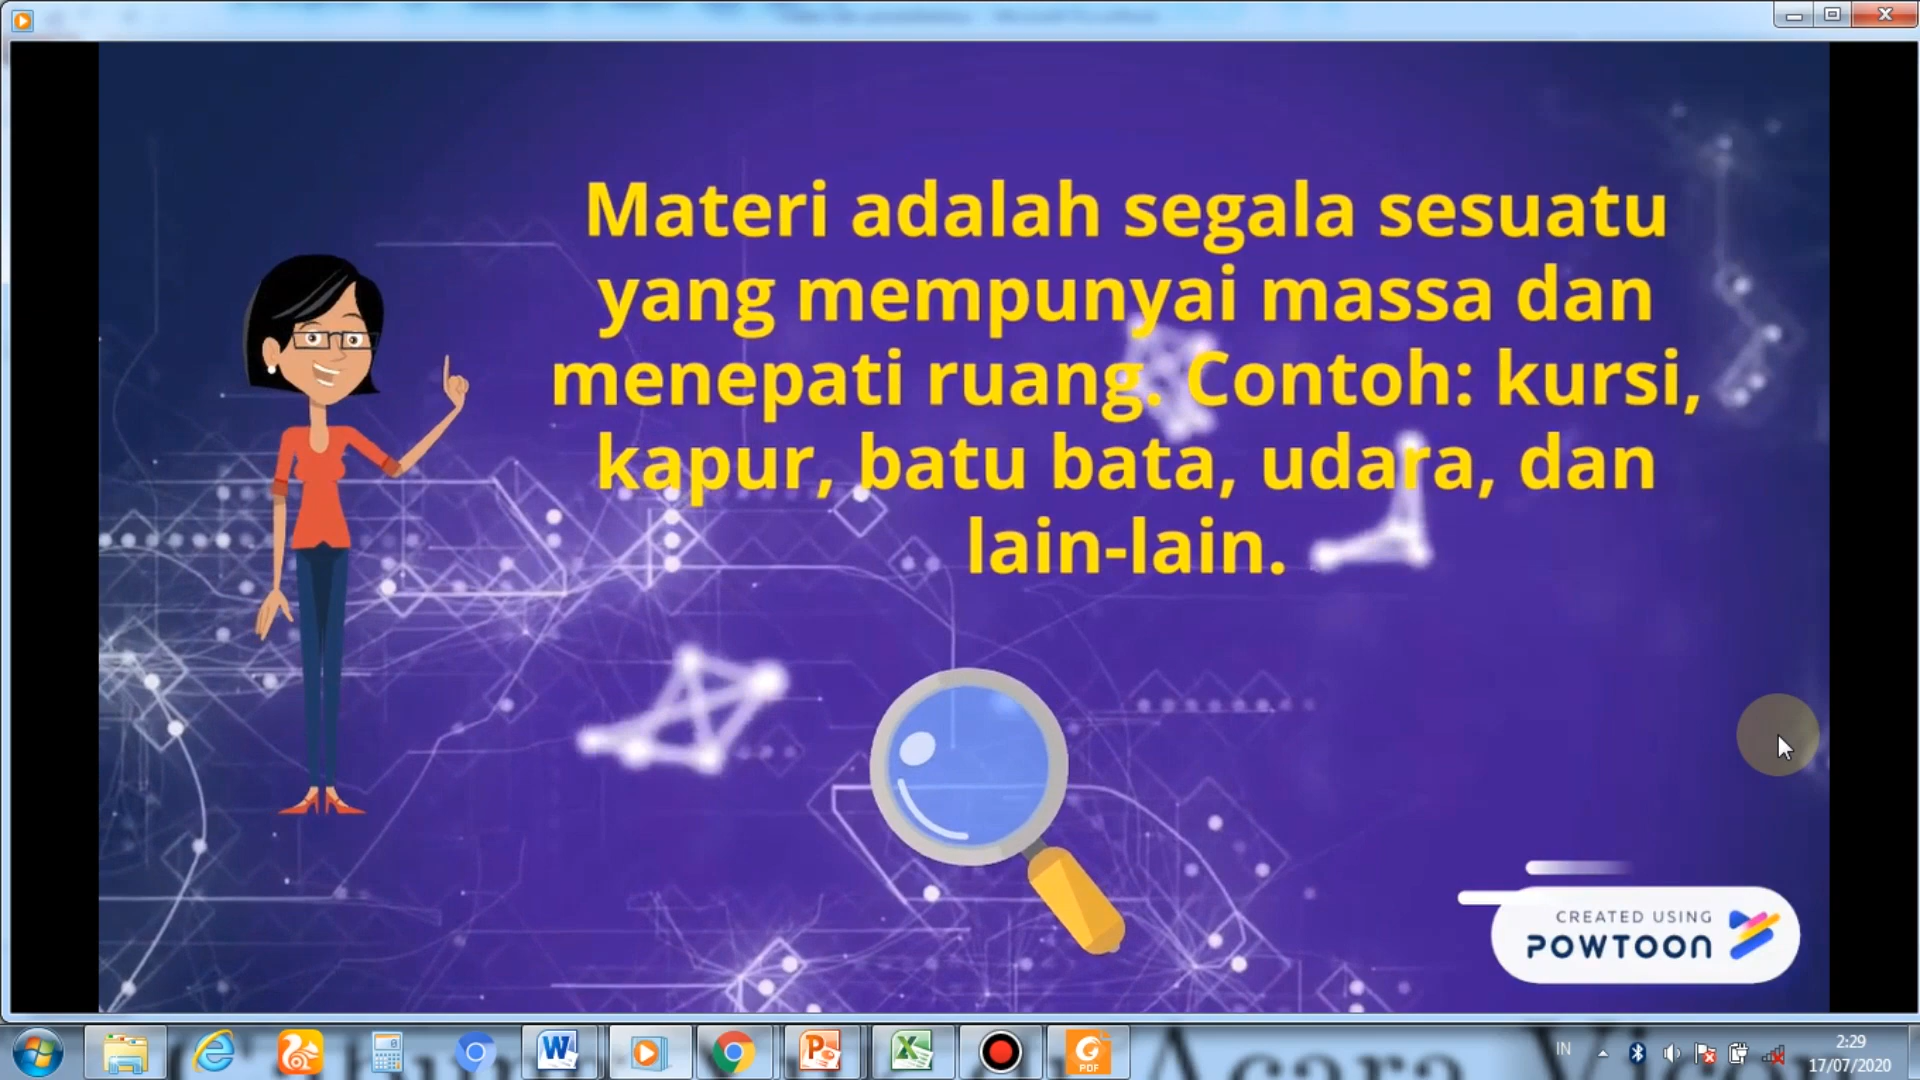 Materi adalah segala sesuatu
yang mempunyai massa dan
menepati ruang. Contoh: kursi,
kapur, batu bata, udara, dan
lain-lain.
CREATED USING
POWTOON
IN
2:29
17/07/2020
PDF